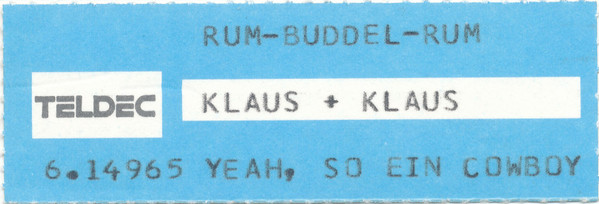 RUM-BUDDEL-RUM
TELDEC KLAUS + KLAUS
6.14965 YEAH, SO EIN COWBOY